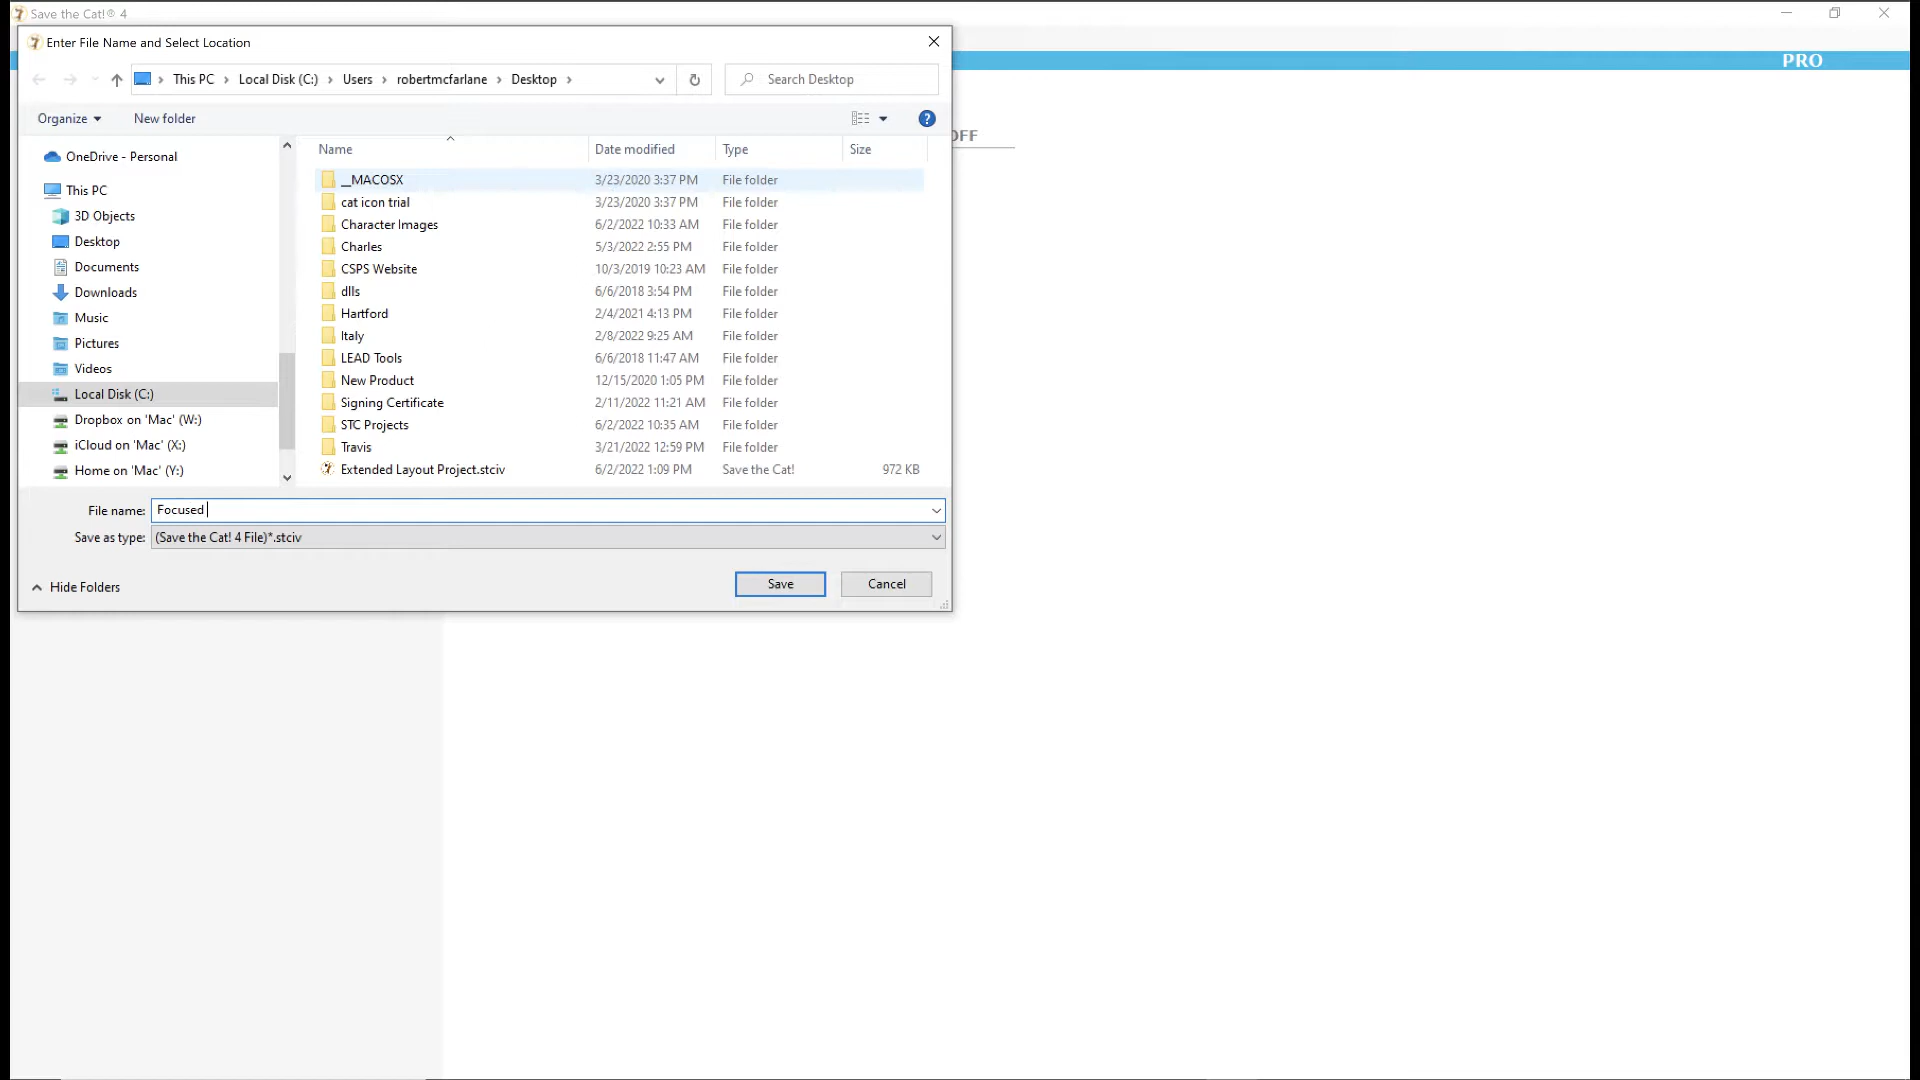 Save the Cat!® 4
Enter File Name and Select Location
PRO
This PC > Local Disk (C:) > Users > robertmcfarlane > Desktop >
Search Desktop
Organize
New folder
OFF
Name Date modified Type Size
OneDrive - Personal
This PC
3D Objects
Desktop
Documents
Downloads
Music
Pictures
Videos
Local Disk (C:)
Dropbox on 'Mac' (W:)
iCloud on 'Mac' (X:)
Home on 'Mac' (Y:)
__MACOSX 3/23/2020 3:37 PM File folder
cat icon trial 3/23/2020 3:37 PM File folder
Character Images 6/2/2022 10:33 AM File folder
Charles 5/3/2022 2:55 PM File folder
CSPS Website 10/3/2019 10:23 AM File folder
dlls 6/6/2018 3:54 PM File folder
Hartford 2/4/2021 4:13 PM File folder
Italy 2/8/2022 9:25 AM File folder
LEAD Tools 6/6/2018 11:47 AM File folder
New Product 12/15/2020 1:05 PM File folder
Signing Certificate 2/11/2022 11:21 AM File folder
STC Projects 6/2/2022 10:35 AM File folder
Travis 3/21/2022 12:59 PM File folder
Extended Layout Project.stciv 6/2/2022 1:09 PM Save the Cat! 972 KB
File name: Focused
Save as type: (Save the Cat! 4 File)*.stciv
Hide Folders
Save
Cancel